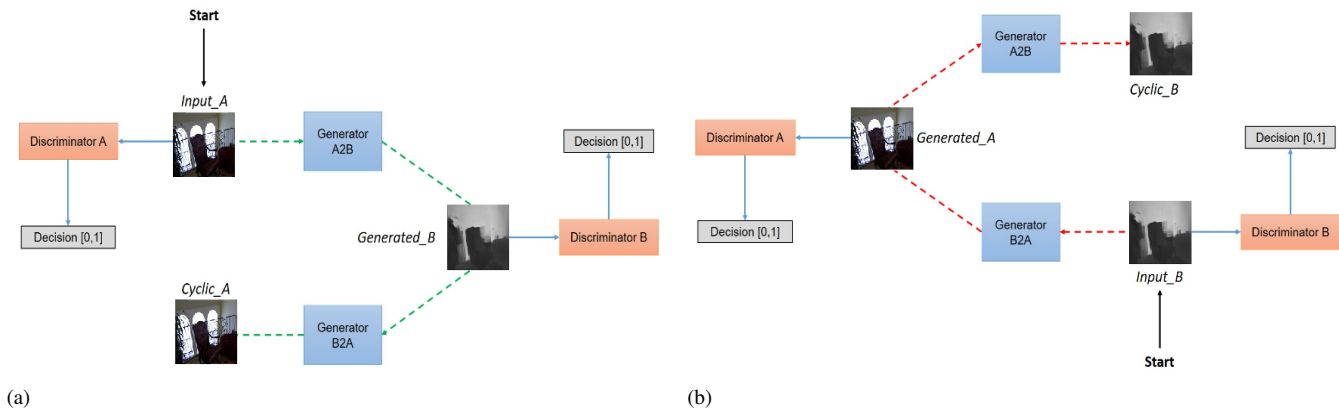 Start
Input_A
Discriminator A
Generator
A2B
Decision [0,1]
Decision [0,1]
Generated_B
Discriminator B
Cyclic_A
Generator
B2A
(a)
Generator
A2B
Cyclic_B
Discriminator A
Generated_A
Decision [0,1]
Decision [0,1]
Generator
B2A
Discriminator B
Input_B
Start
(b)